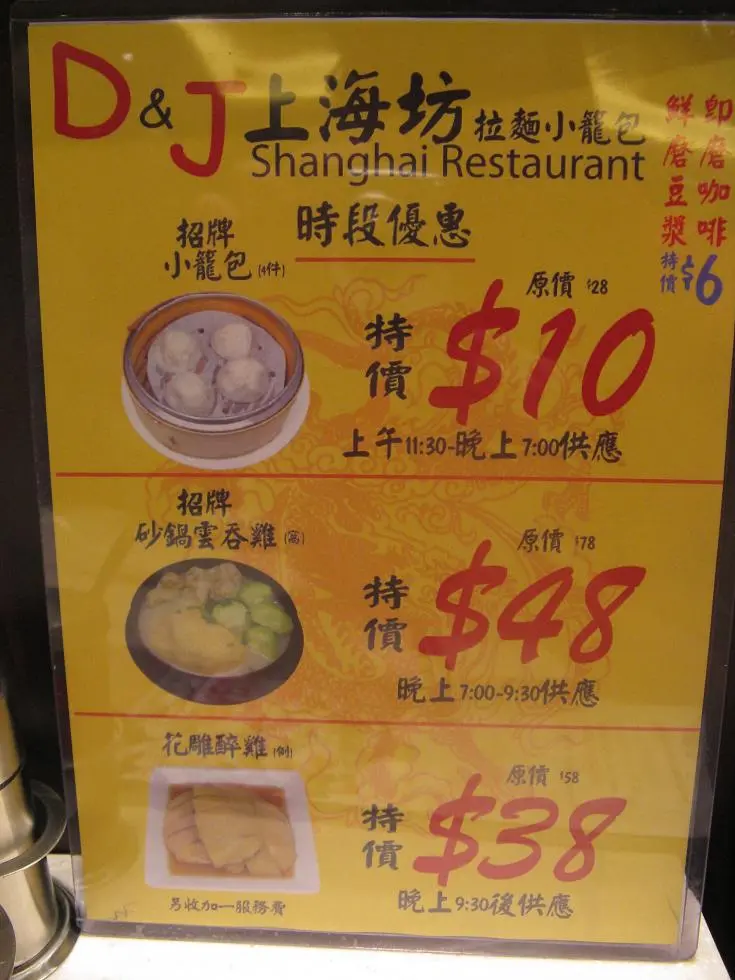 D & J 上海坊 拉麵小籠包
Shanghai Restaurant
即磨咖啡
鮮磨豆漿
特價 $6
時段優惠
招牌
小籠包 (4件)
原價 $28
特價 $10
上午11:30-晚上7:00供應
招牌
砂鍋雲吞雞 (窩)
原價 $78
特價 $48
晚上7:00-9:30供應
花雕醉雞 (例)
原價 $58
特價 $38
晚上9:30後供應
另收加一服務費